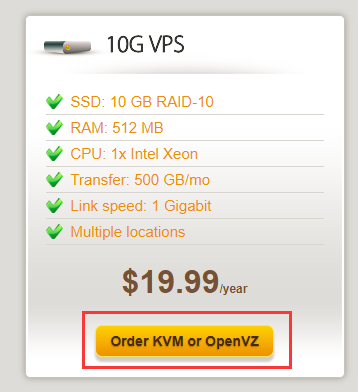 10G VPS
SSD: 10 GB RAID-10
RAM: 512 MB
CPU: 1x Intel Xeon
Transfer: 500 GB/mo
Link speed: 1 Gigabit
Multiple locations
$19.99/year
Order KVM or OpenVZ